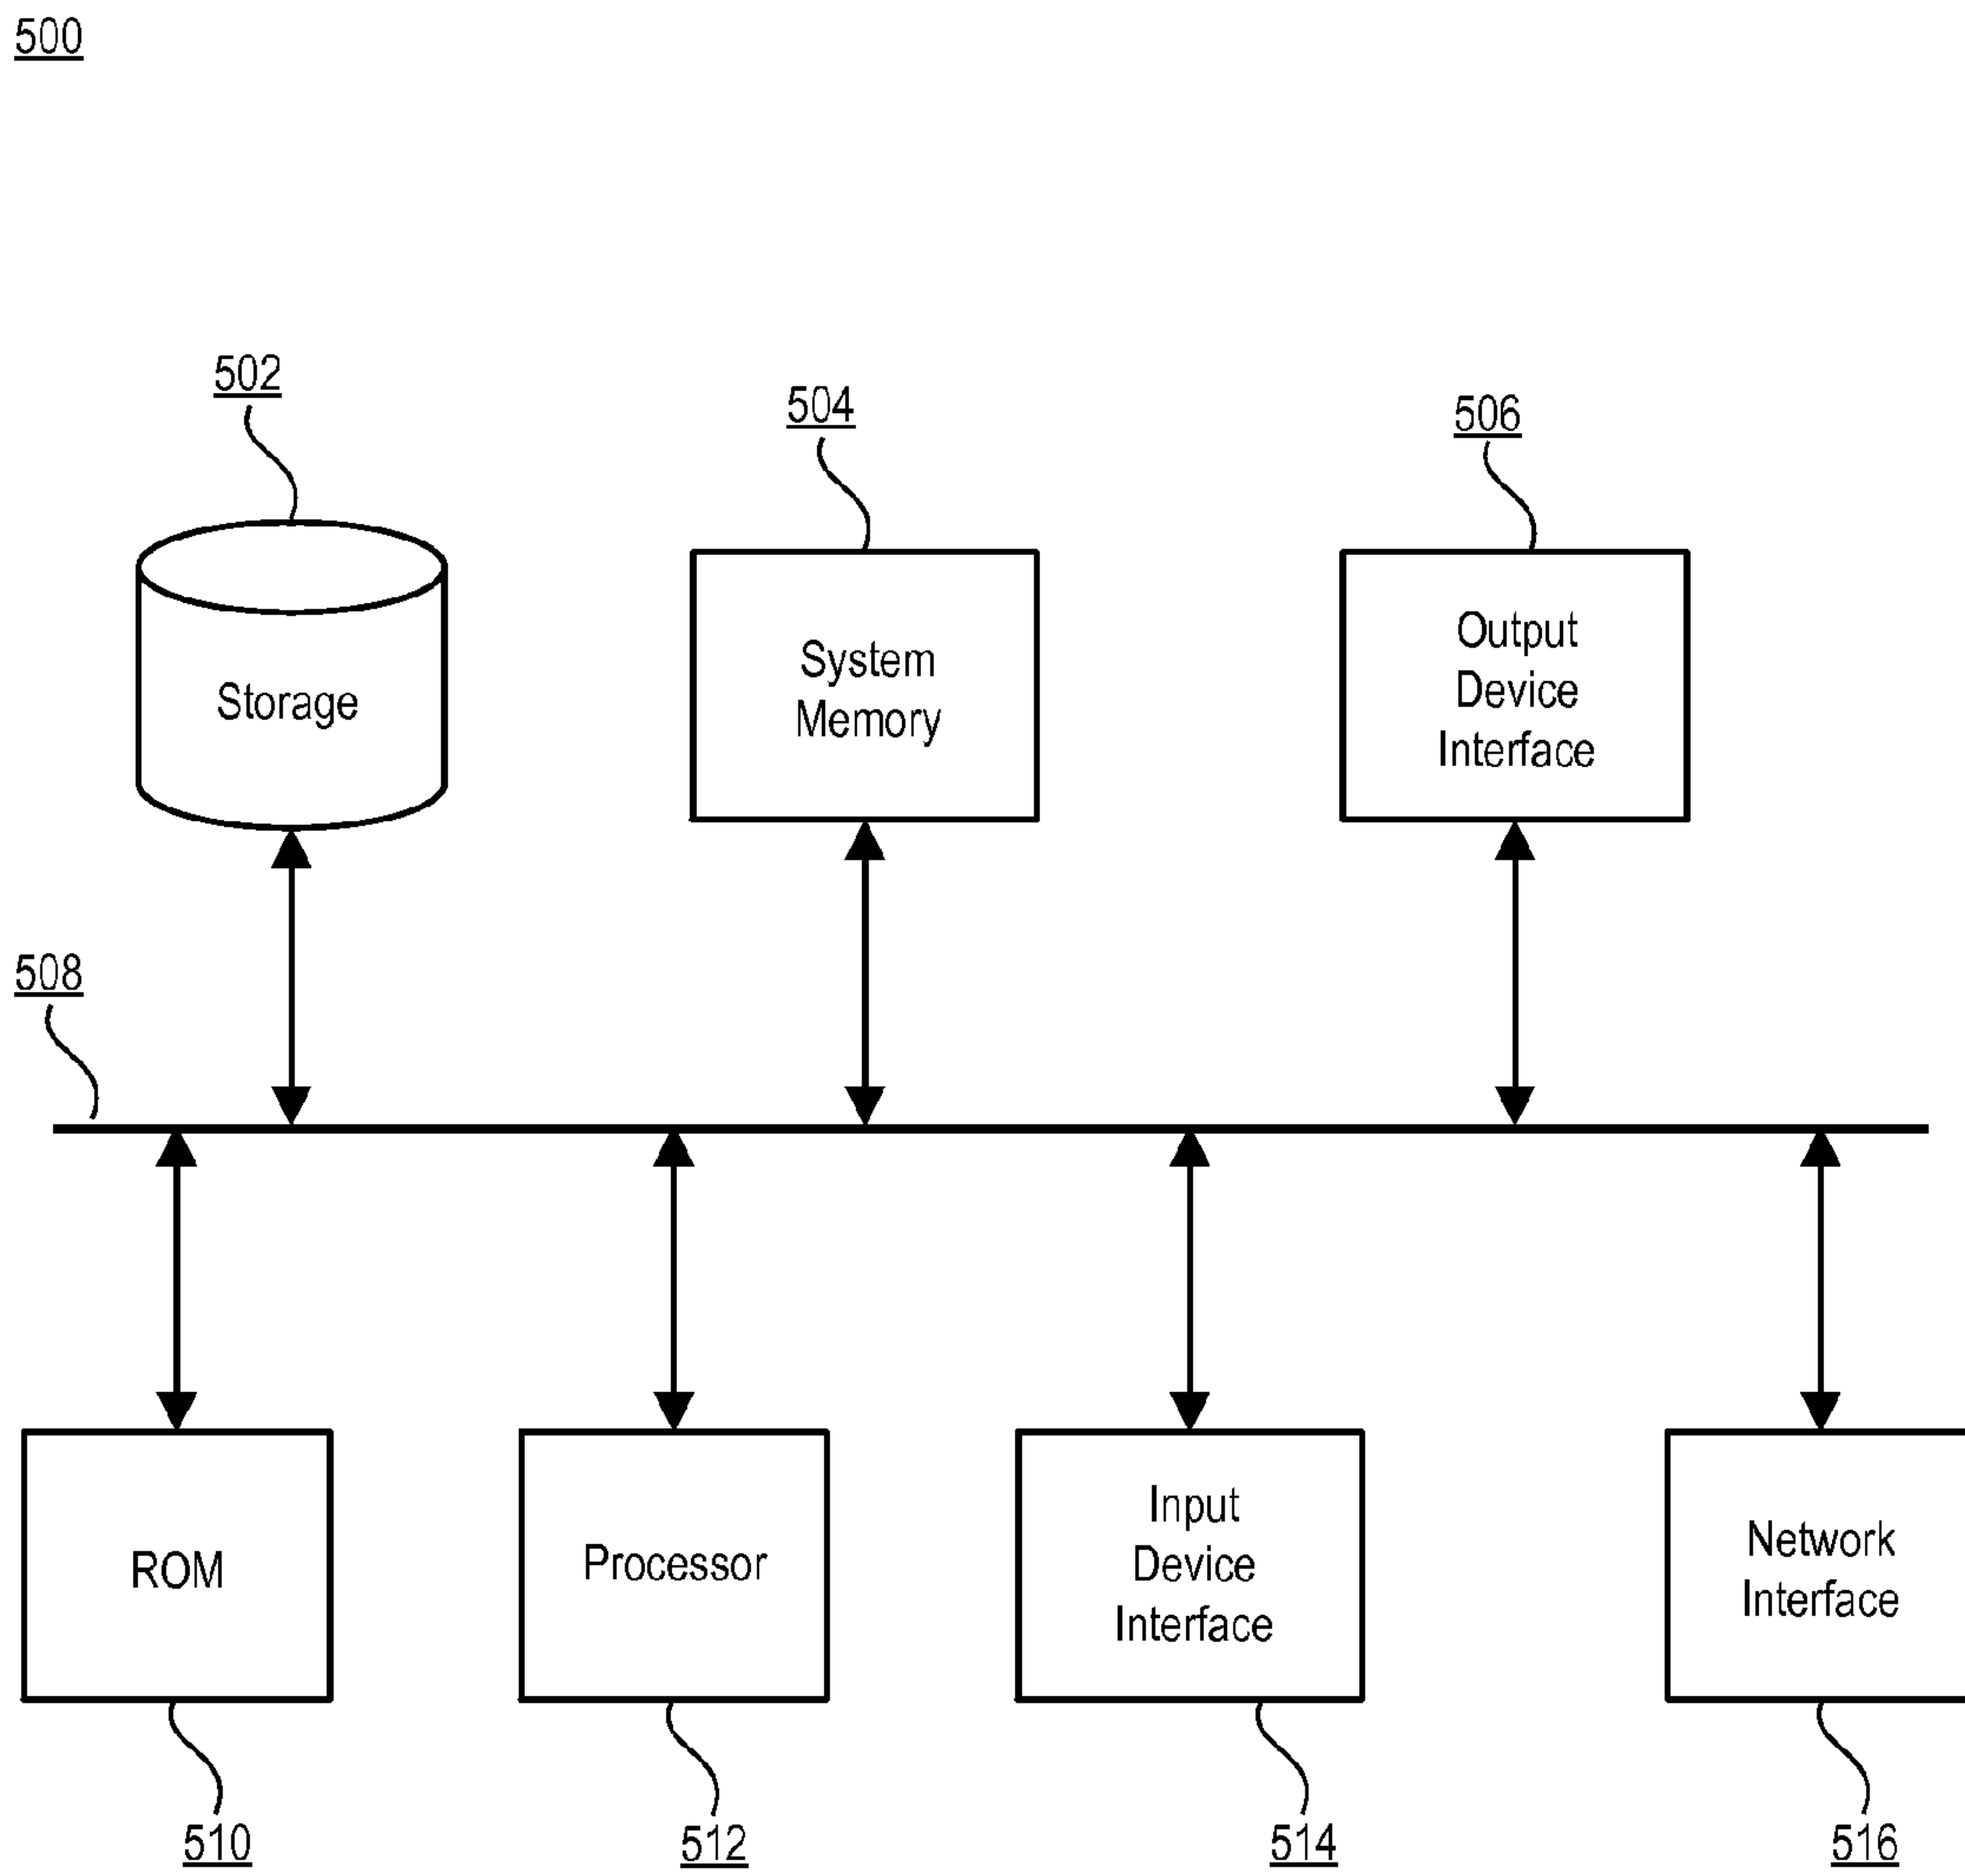 500
502
504
506
Storage
System
Memory
Output
Device
Interface
508
ROM
Processor
Input
Device
Interface
Network
Interface
510
512
514
516